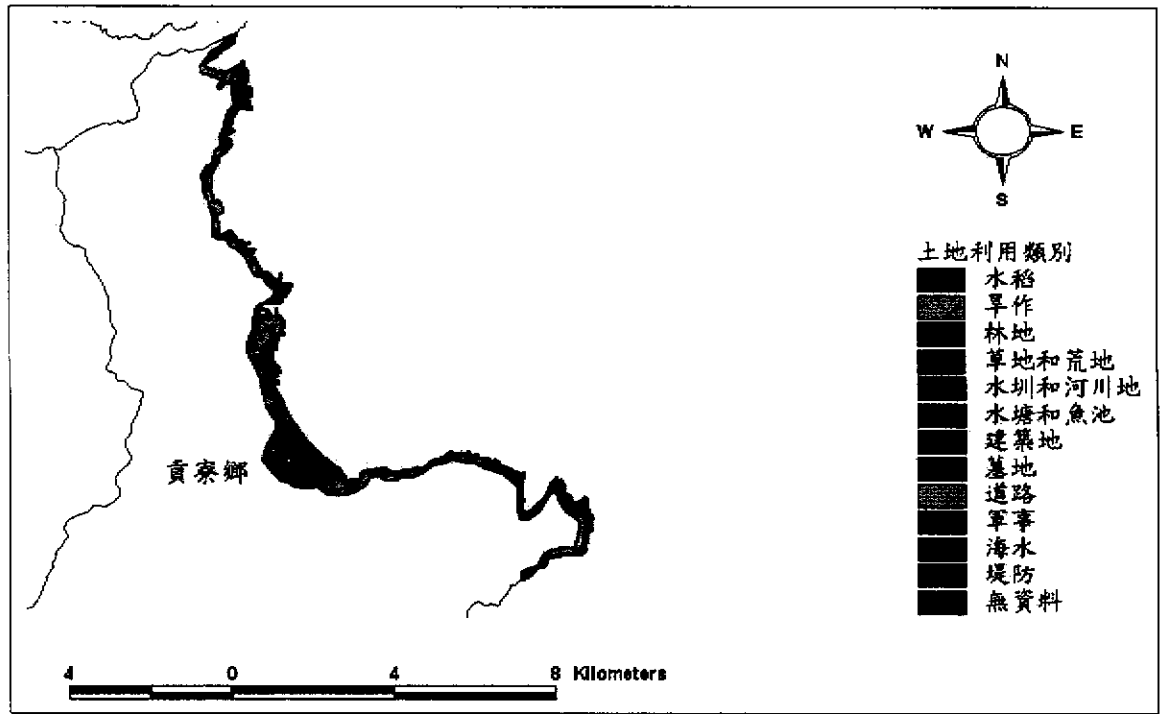 N
W E
S
土地利用類別
水稻
旱作
林地
草地和荒地
水圳和河川地
水塘和魚池
建築地
墓地
道路
軍事
海水
堤防
無資料
貢寮鄉
4 0 4 8 Kilometers